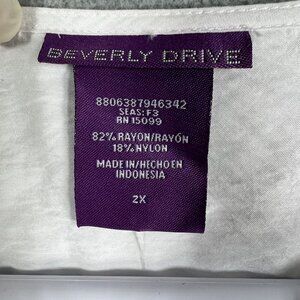 BEVERLY DRIVE
8806387946342
SEAS: F3
RN 15099
82% RAYON/RAYÓN
18% NYLON
MADE IN/HECHO EN
INDONESIA
2X